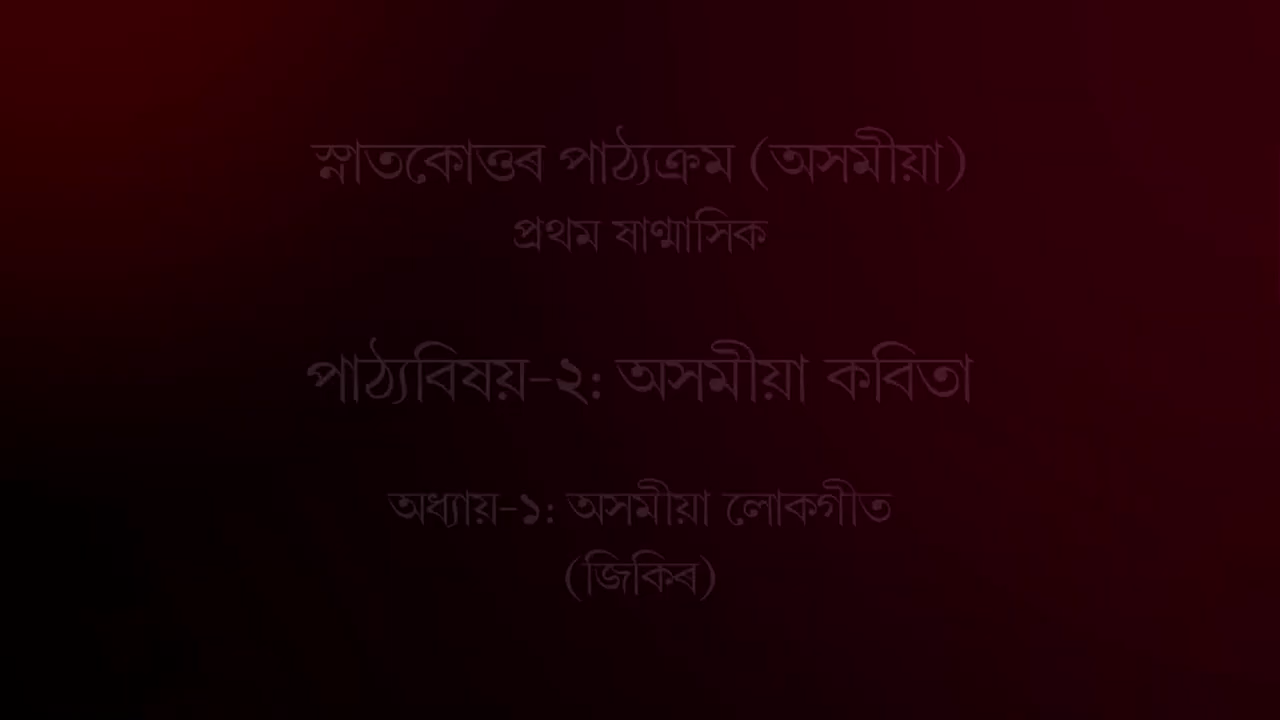 স্নাতকোত্তৰ পাঠ্যক্ৰম (অসমীয়া)
প্ৰথম ষাণ্মাসিক
পাঠ্যবিষয়-২: অসমীয়া কবিতা
অধ্যায়-১: অসমীয়া লোকগীত
(জিকিৰ)